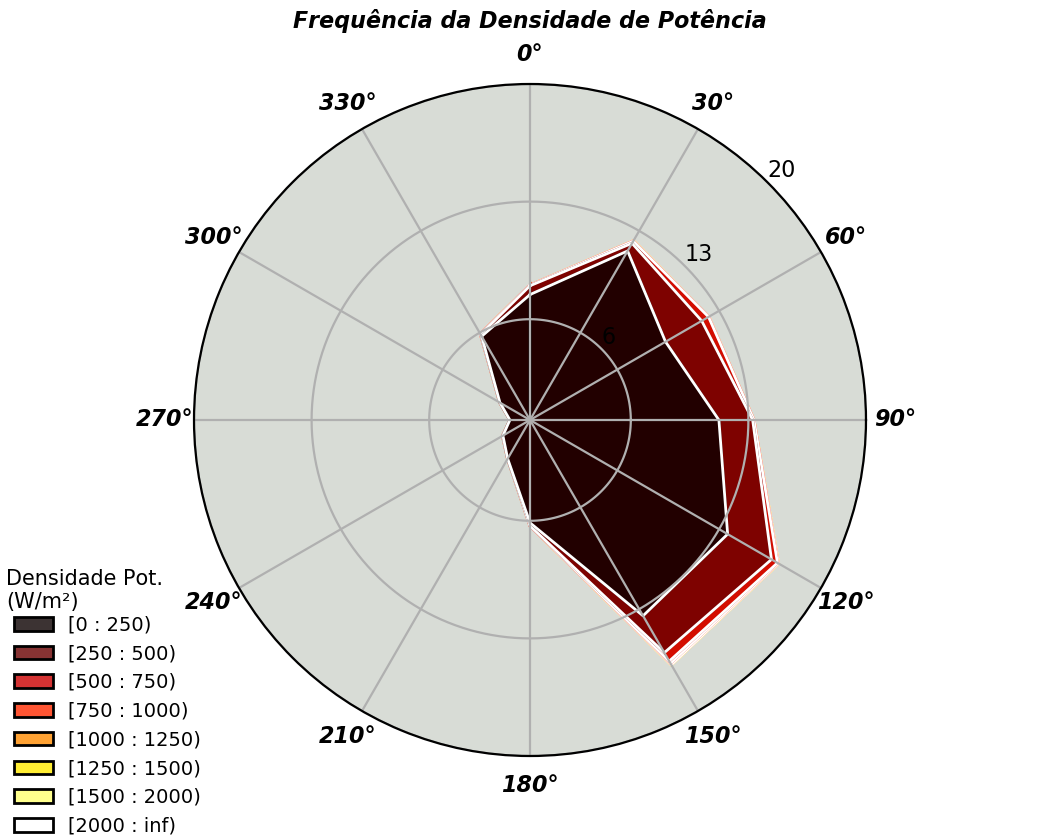 Frequência da Densidade de Potência
0°
330°
30°
20
300°
60°
13
6
270°
90°
Densidade Pot.
(W/m²)
240°
120°
[0 : 250)
[250 : 500)
[500 : 750)
[750 : 1000)
[1000 : 1250)
[1250 : 1500)
[1500 : 2000)
[2000 : inf)
210°
150°
180°